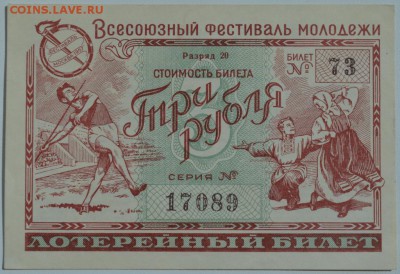 COINS.LAVE.RU
Всесоюзный фестиваль молодежи
Разряд 20
БИЛЕТ
№ 73
СТОИМОСТЬ БИЛЕТА
Три рубля
3
СЕРИЯ №
17089
ЛОТЕРЕЙНЫЙ БИЛЕТ